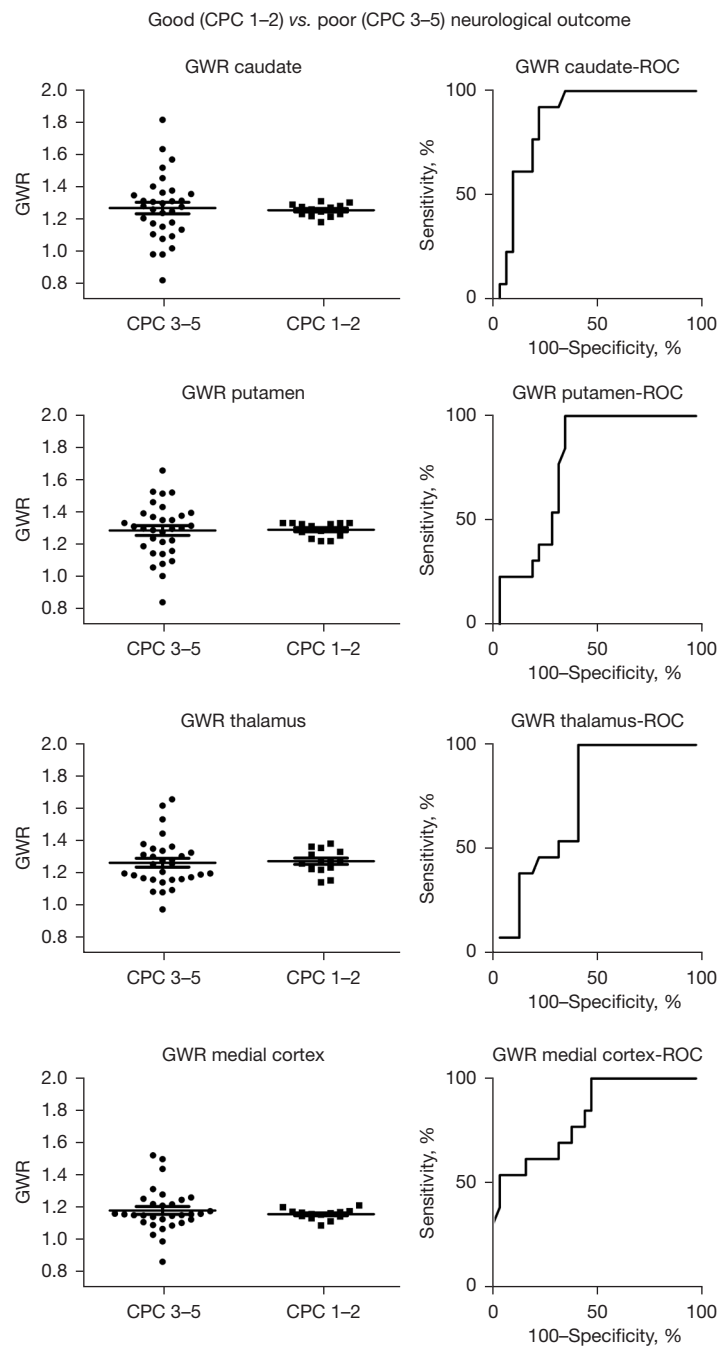 Good (CPC 1–2) vs. poor (CPC 3–5) neurological outcome
GWR caudate
GWR caudate-ROC
2.0
1.8
1.6
1.4
1.2
1.0
0.8
GWR
CPC 3–5
CPC 1–2
100
50
0
Sensitivity, %
0
50
100
100–Specificity, %
GWR putamen
GWR putamen-ROC
2.0
1.8
1.6
1.4
1.2
1.0
0.8
GWR
CPC 3–5
CPC 1–2
100
50
0
Sensitivity, %
0
50
100
100–Specificity, %
GWR thalamus
GWR thalamus-ROC
2.0
1.8
1.6
1.4
1.2
1.0
0.8
GWR
CPC 3–5
CPC 1–2
100
50
0
Sensitivity, %
0
50
100
100–Specificity, %
GWR medial cortex
GWR medial cortex-ROC
2.0
1.8
1.6
1.4
1.2
1.0
0.8
GWR
CPC 3–5
CPC 1–2
100
50
0
Sensitivity, %
0
50
100
100–Specificity, %